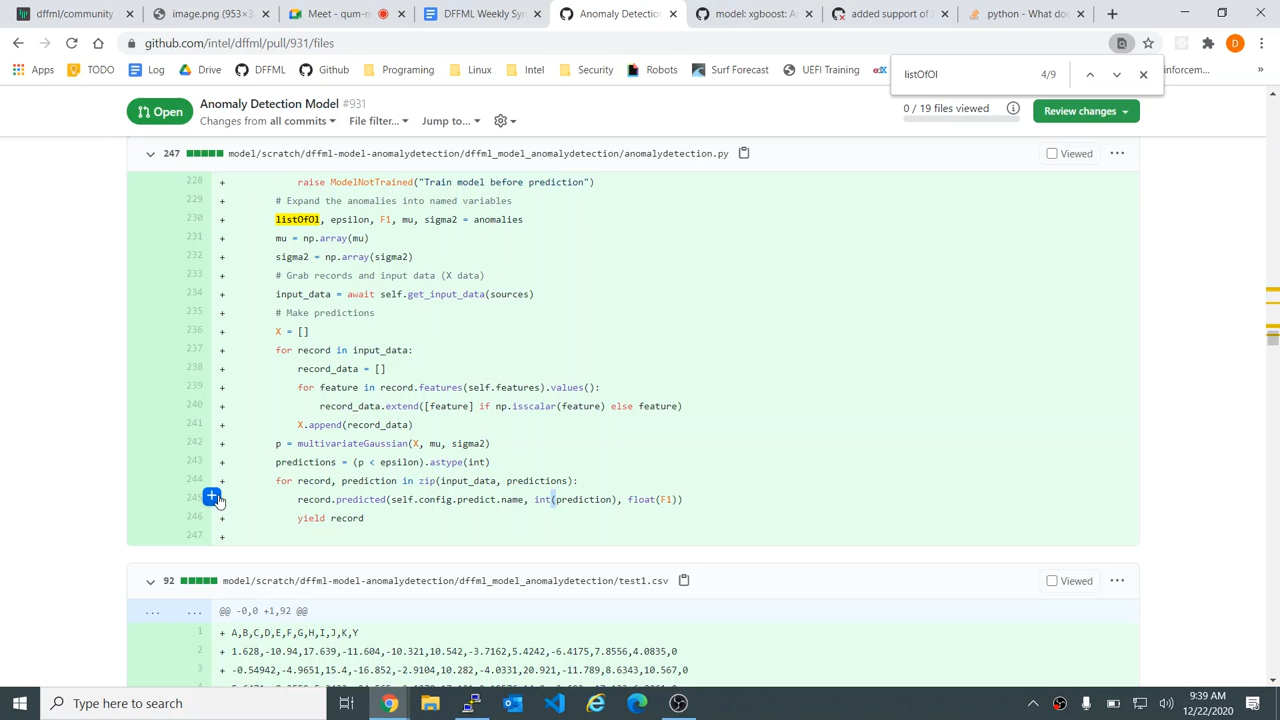 dffml/community
image.png (953×3
Meet - qum-n
DFFML Weekly Syn
Anomaly Detectio
model: xgboost: A
added support of J
python - What do
github.com/intel/dffml/pull/931/files
Apps
TODO
Log
Driver
DFFML
Github
Programing
Linux
Intel
Security
Robots
Surf Forecast
UEFI Training
inforcem...
»
listOfOl
4/9
Open
Anomaly Detection Model #931
Changes from all commits
File filter...
Jump to...
0 / 19 files viewed
Review changes
247 model/scratch/dffml-model-anomalydetection/dffml_model_anomalydetection/anomalydetection.py
Viewed
228 + raise ModelNotTrained("Train model before prediction")
229 + # Expand the anomalies into named variables
230 + listOfOl, epsilon, F1, mu, sigma2 = anomalies
231 + mu = np.array(mu)
232 + sigma2 = np.array(sigma2)
233 + # Grab records and input data (X data)
234 + input_data = await self.get_input_data(sources)
235 + # Make predictions
236 + X = []
237 + for record in input_data:
238 + record_data = []
239 + for feature in record.features(self.features).values():
240 + record_data.extend([feature] if np.isscalar(feature) else feature)
241 + X.append(record_data)
242 + p = multivariateGaussian(X, mu, sigma2)
243 + predictions = (p < epsilon).astype(int)
244 + for record, prediction in zip(input_data, predictions):
245 + record.predicted(self.config.predict.name, int(prediction), float(F1))
246 + yield record
247 +
92 model/scratch/dffml-model-anomalydetection/dffml_model_anomalydetection/test1.csv
Viewed
... ... @@ -0,0 +1,92 @@
1 + A,B,C,D,E,F,G,H,I,J,K,Y
2 + 1.628,-10.94,17.639,-11.604,-10.321,10.542,-3.7162,5.4242,-6.4175,7.8556,4.0835,0
3 + -0.54942,-4.9651,15.4,-16.852,-2.9104,10.282,-4.0331,20.921,-11.789,8.6343,10.567,0
Type here to search
9:39 AM
12/22/2020